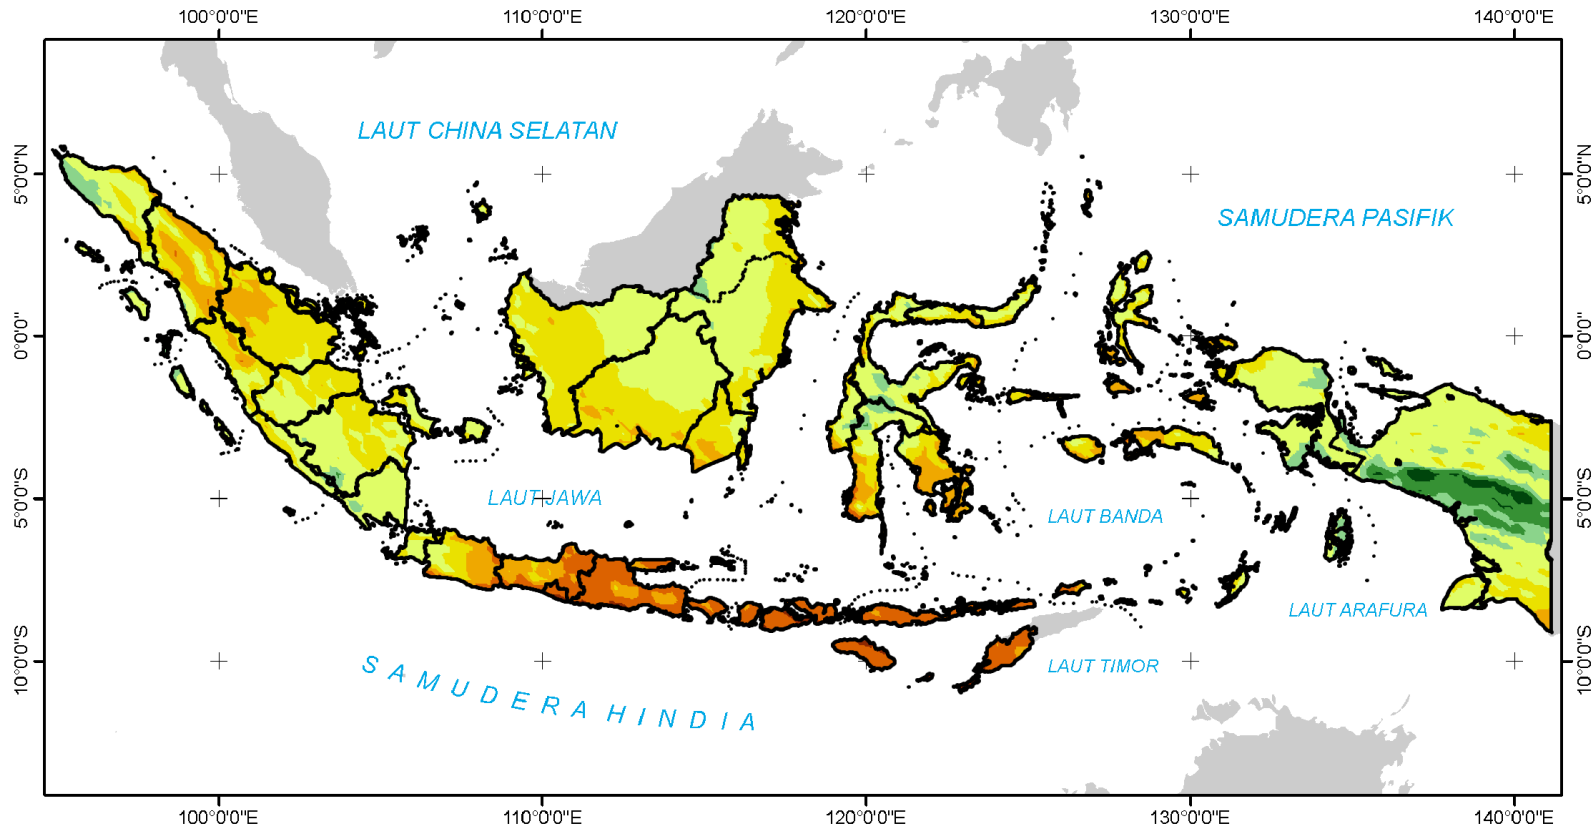 100°0'0"E 110°0'0"E 120°0'0"E 130°0'0"E 140°0'0"E
LAUT CHINA SELATAN
5°0'0"N 5°0'0"N
SAMUDERA PASIFIK
0°0'0" 0°0'0"
5°0'0"S LAUT JAWA LAUT BANDA 5°0'0"S
LAUT ARAFURA
10°0'0"S LAUT TIMOR 10°0'0"S
SAMUDERA HINDIA
100°0'0"E 110°0'0"E 120°0'0"E 130°0'0"E 140°0'0"E